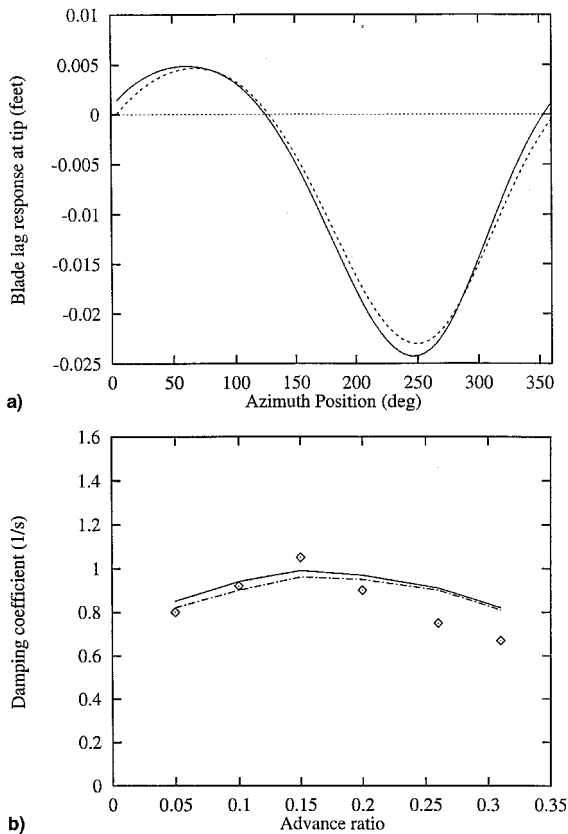 0.01
0.005
0
-0.005
-0.01
-0.015
-0.02
-0.025
Blade lag response at tip (feet)
0 50 100 150 200 250 300 350
Azimuth Position (deg)
a)
1.6
1.4
1.2
1
0.8
0.6
0.4
0.2
0
Damping coefficient (1/s)
0 0.05 0.1 0.15 0.2 0.25 0.3 0.35
Advance ratio
b)